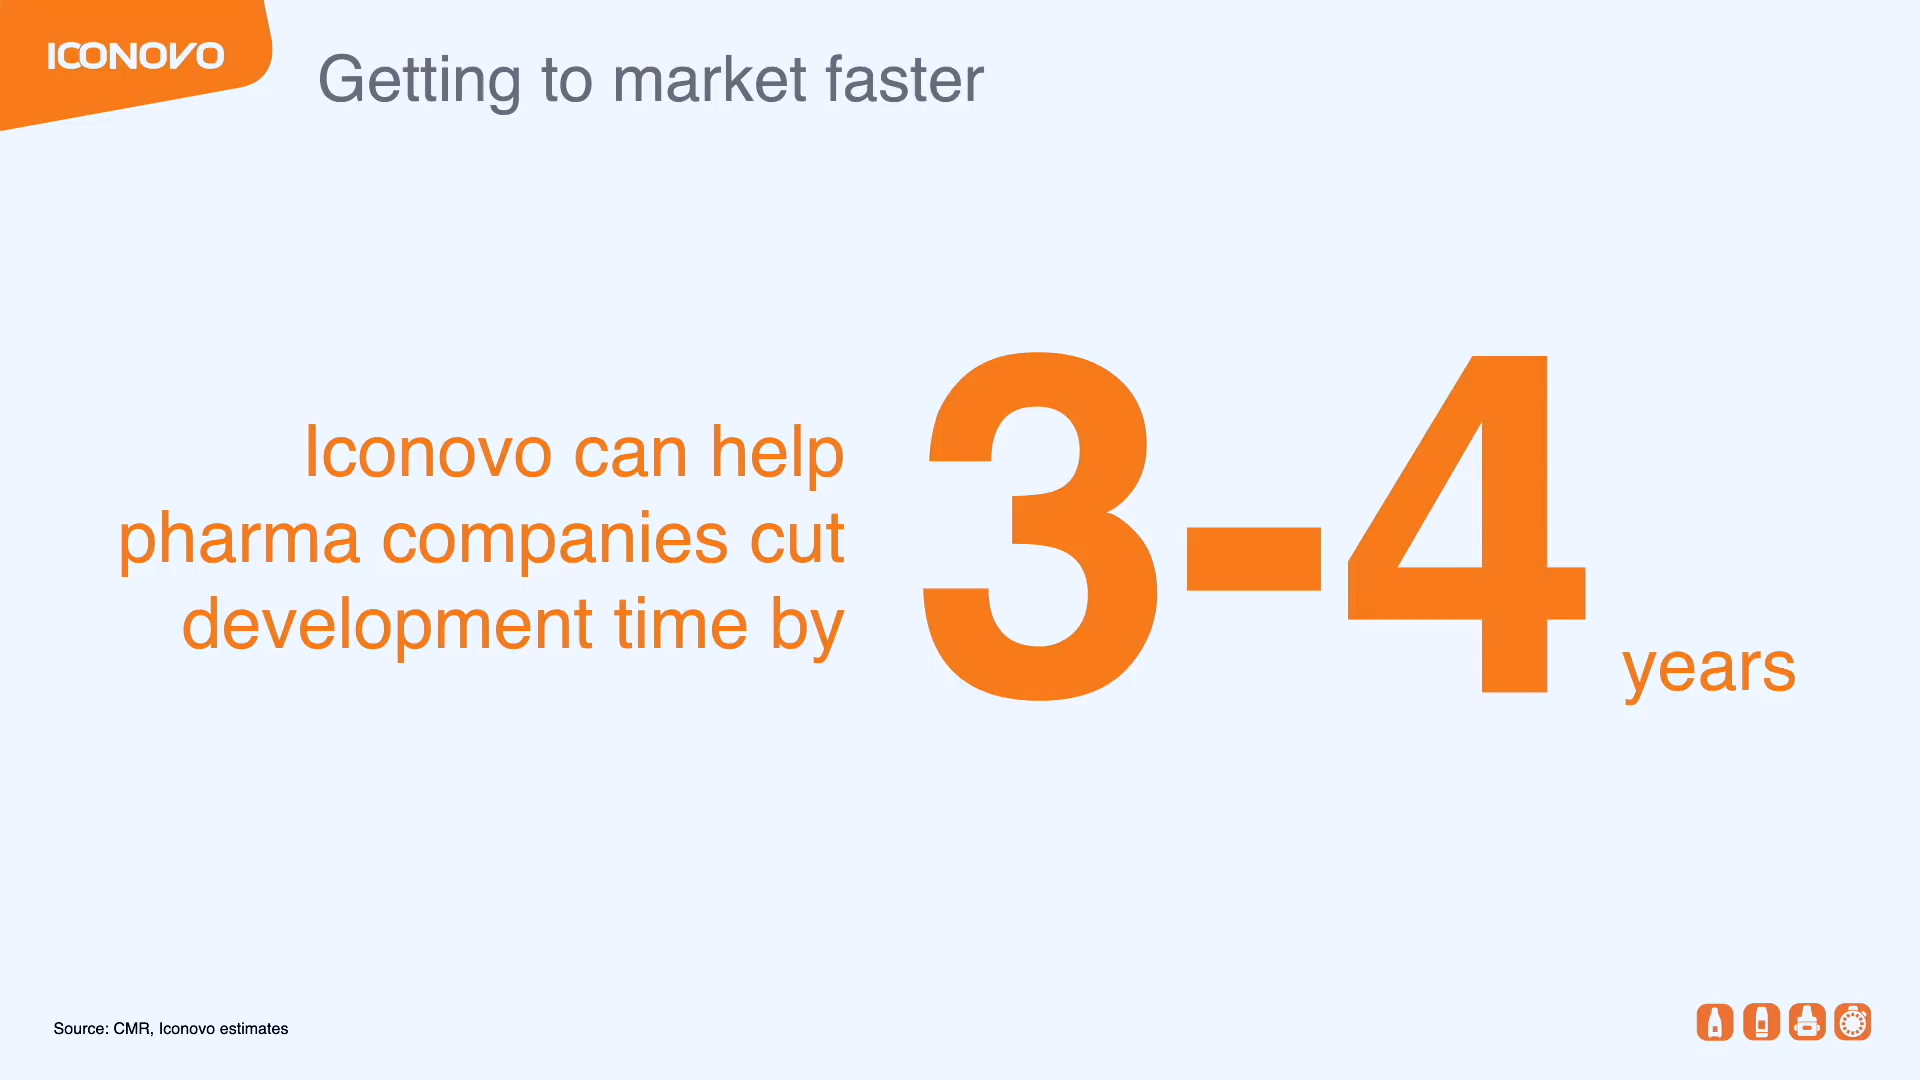 ICONOVO
Getting to market faster
Iconovo can help
pharma companies cut
development time by
3-4
years
Source: CMR, Iconovo estimates